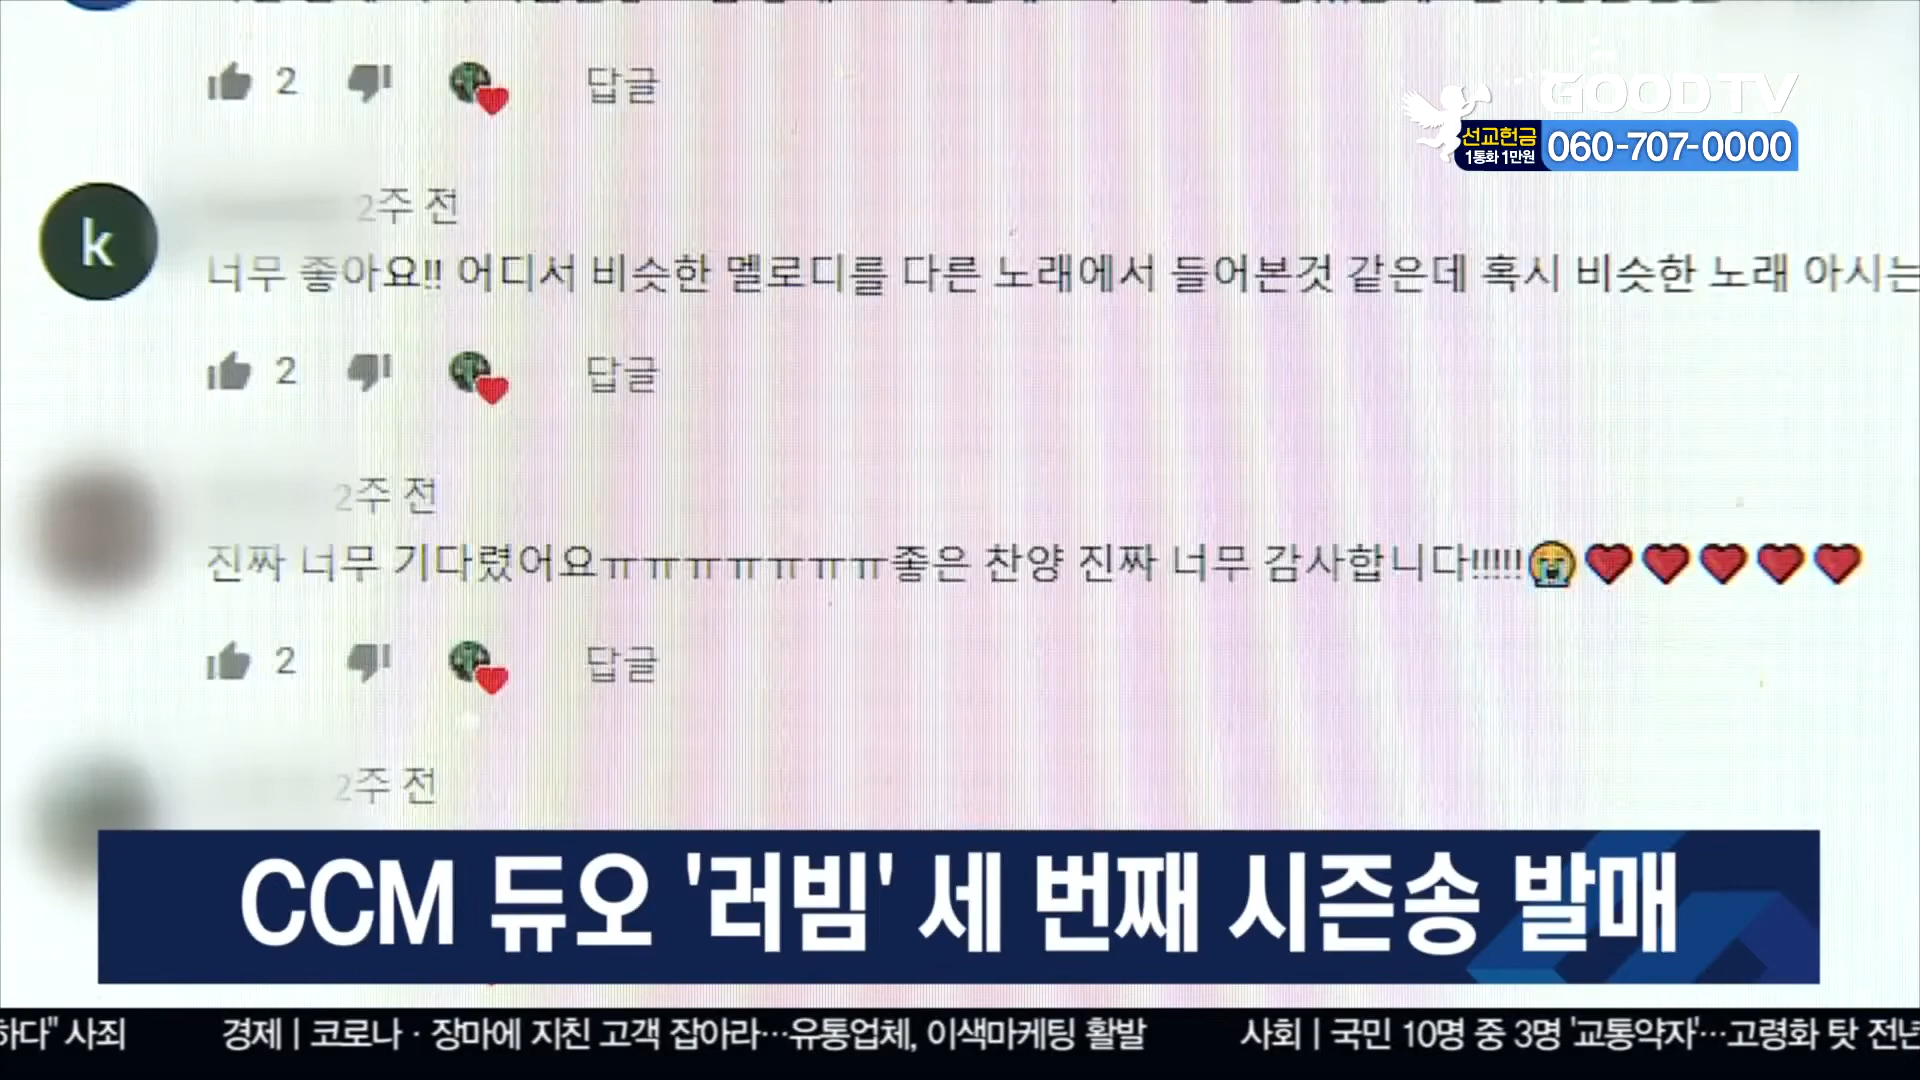 2 답글
GOODTV
선교헌금
1통화 1만원
060-707-0000
k
2주 전
너무 좋아요!! 어디서 비슷한 멜로디를 다른 노래에서 들어본것 같은데 혹시 비슷한 노래 아시는
2 답글
2주 전
진짜 너무 기다렸어요ㅠㅠㅠㅠㅠㅠㅠ좋은 찬양 진짜 너무 감사합니다!!!!!😭❤❤❤❤❤
2 답글
2주 전
CCM 듀오 '러빔' 세 번째 시즌송 발매
하다" 사죄 경제 | 코로나·장마에 지친 고객 잡아라…유통업체, 이색마케팅 활발 사회 | 국민 10명 중 3명 '교통약자'…고령화 탓 전년